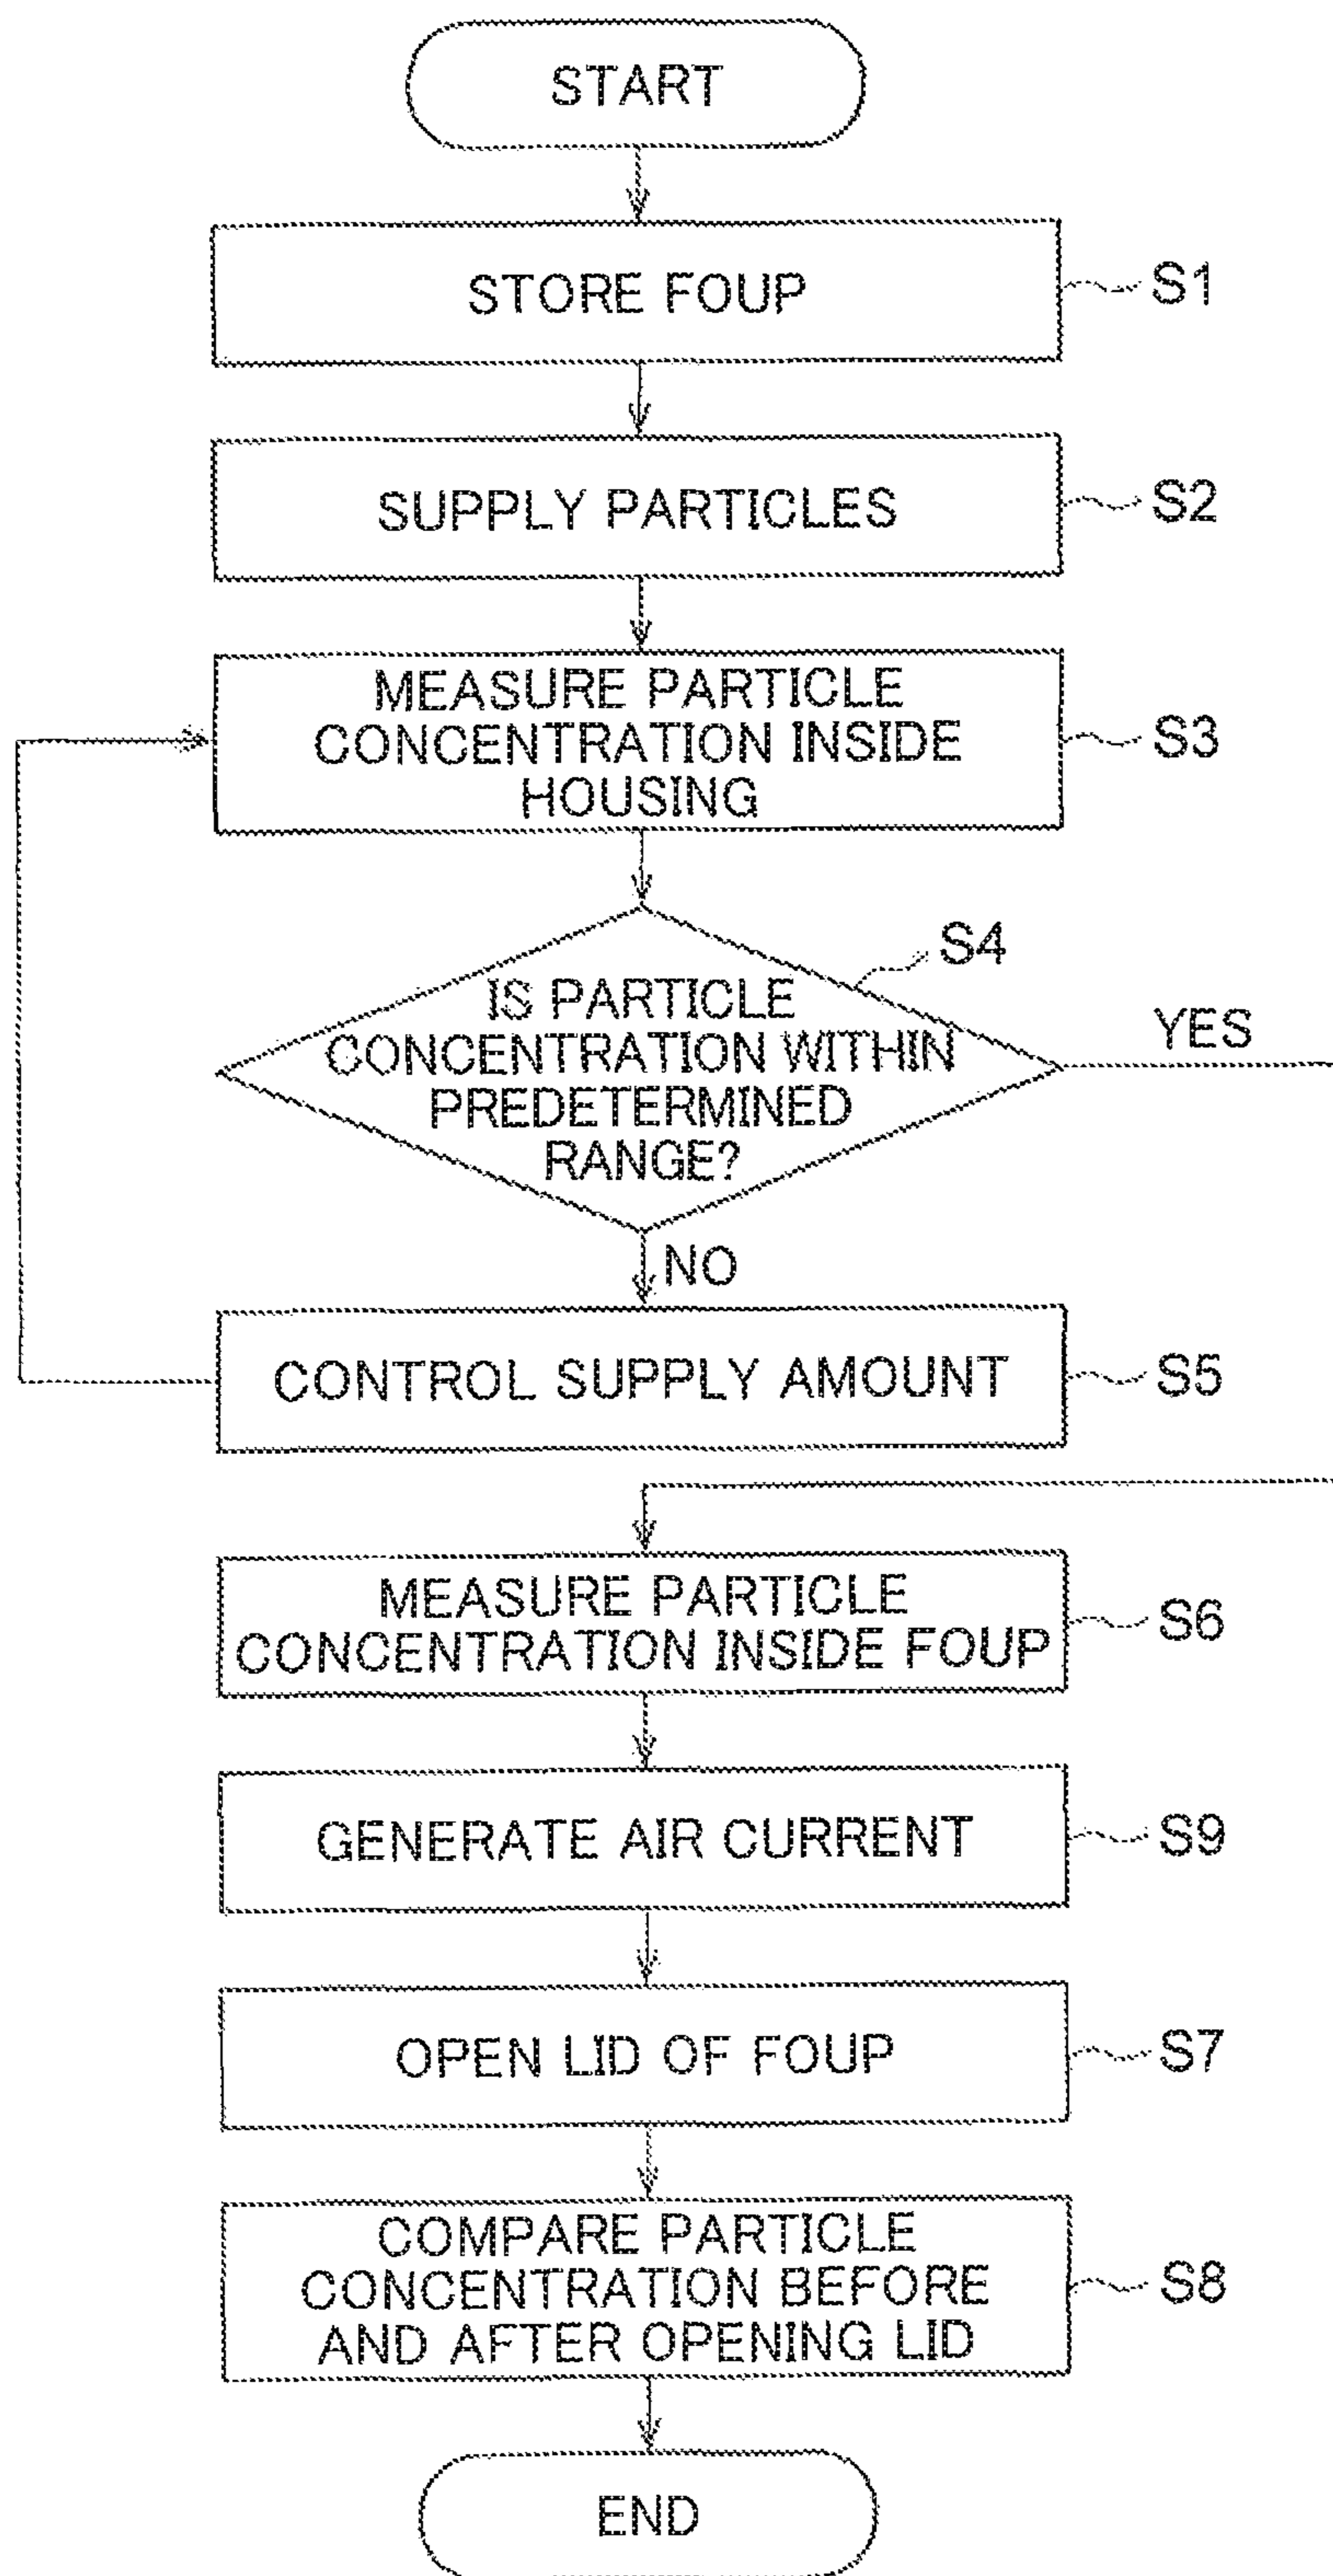 START
STORE FOUP
S1
SUPPLY PARTICLES
S2
MEASURE PARTICLE
CONCENTRATION INSIDE
HOUSING
S3
S4
IS PARTICLE
CONCENTRATION WITHIN
PREDETERMINED
RANGE?
YES
NO
CONTROL SUPPLY AMOUNT
S5
MEASURE PARTICLE
CONCENTRATION INSIDE FOUP
S6
GENERATE AIR CURRENT
S9
OPEN LID OF FOUP
S7
COMPARE PARTICLE
CONCENTRATION BEFORE
AND AFTER OPENING LID
S8
END